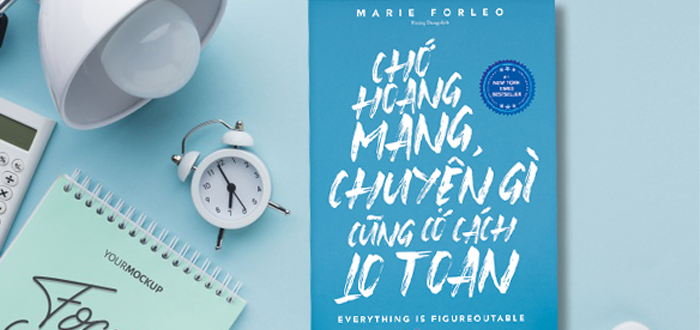 MARIE FORLEO
CHỚ
HOANG
MANG,
CHUYỆN GÌ
CŨNG CÓ CÁCH
LO TOAN
#1
NEW YORK
TIMES
BESTSELLER
EVERYTHING IS FIGUREOUTABLE
YOURMOCKUP